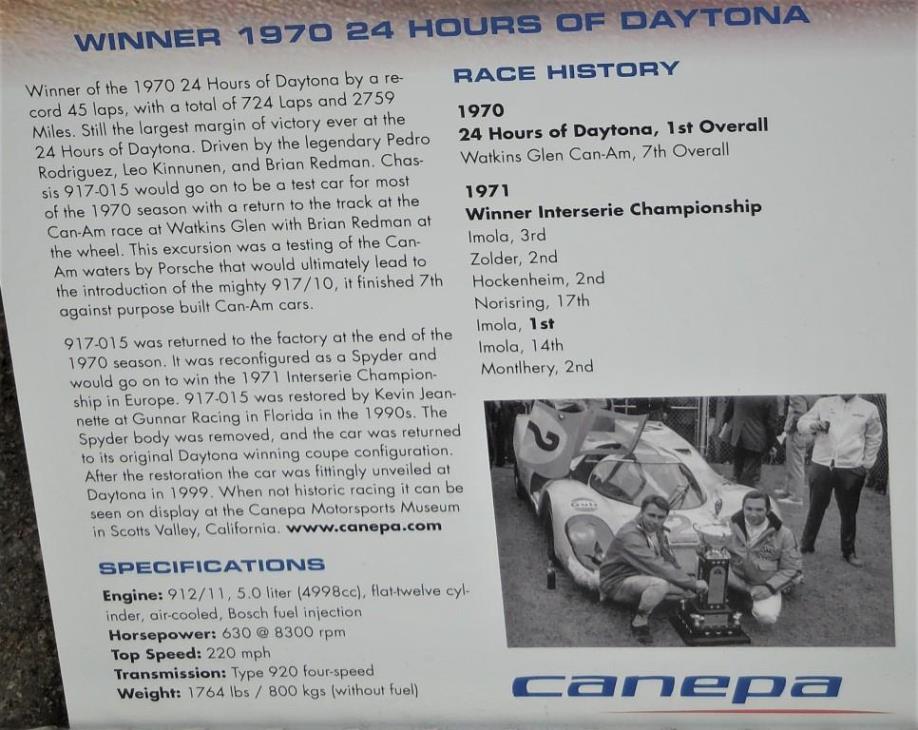 WINNER 1970 24 HOURS OF DAYTONA
Winner of the 1970 24 Hours of Daytona by a re-
cord 45 laps, with a total of 724 Laps and 2759
Miles. Still the largest margin of victory ever at the
24 Hours of Daytona. Driven by the legendary Pedro
Rodriguez, Leo Kinnunen, and Brian Redman. Chas-
sis 917-015 would go on to be a test car for most
of the 1970 season with a return to the track at the
Can-Am race at Watkins Glen with Brian Redman at
the wheel. This excursion was a testing of the Can-
Am waters by Porsche that would ultimately lead to
the introduction of the mighty 917/10, it finished 7th
against purpose built Can-Am cars.
917-015 was returned to the factory at the end of the
1970 season. It was reconfigured as a Spyder and
would go on to win the 1971 Interserie Champion-
ship in Europe. 917-015 was restored by Kevin Jean-
nette at Gunnar Racing in Florida in the 1990s. The
Spyder body was removed, and the car was returned
to its original Daytona winning coupe configuration.
After the restoration the car was fittingly unveiled at
Daytona in 1999. When not historic racing it can be
seen on display at the Canepa Motorsports Museum
in Scotts Valley, California. www.canepa.com
SPECIFICATIONS
Engine: 912/11, 5.0 liter (4998cc), flat-twelve cyl-
inder, air-cooled, Bosch fuel injection
Horsepower: 630 @ 8300 rpm
Top Speed: 220 mph
Transmission: Type 920 four-speed
Weight: 1764 lbs / 800 kgs (without fuel)
RACE HISTORY
1970
24 Hours of Daytona, 1st Overall
Watkins Glen Can-Am, 7th Overall
1971
Winner Interserie Championship
Imola, 3rd
Zolder, 2nd
Hockenheim, 2nd
Norisring, 17th
Imola, 1st
Imola, 14th
Montlhery, 2nd
2
Gulf
canepa